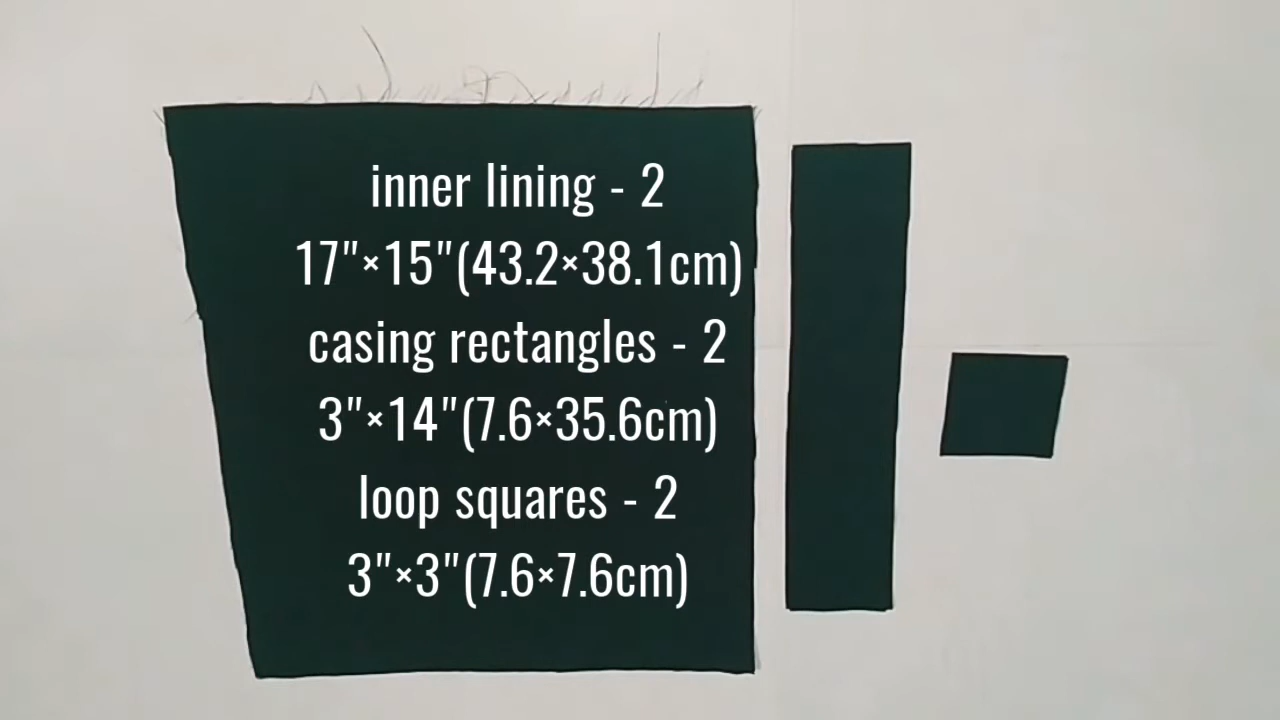 inner lining - 2
17"×15"(43.2×38.1cm)
casing rectangles - 2
3"×14"(7.6×35.6cm)
loop squares - 2
3"×3"(7.6×7.6cm)